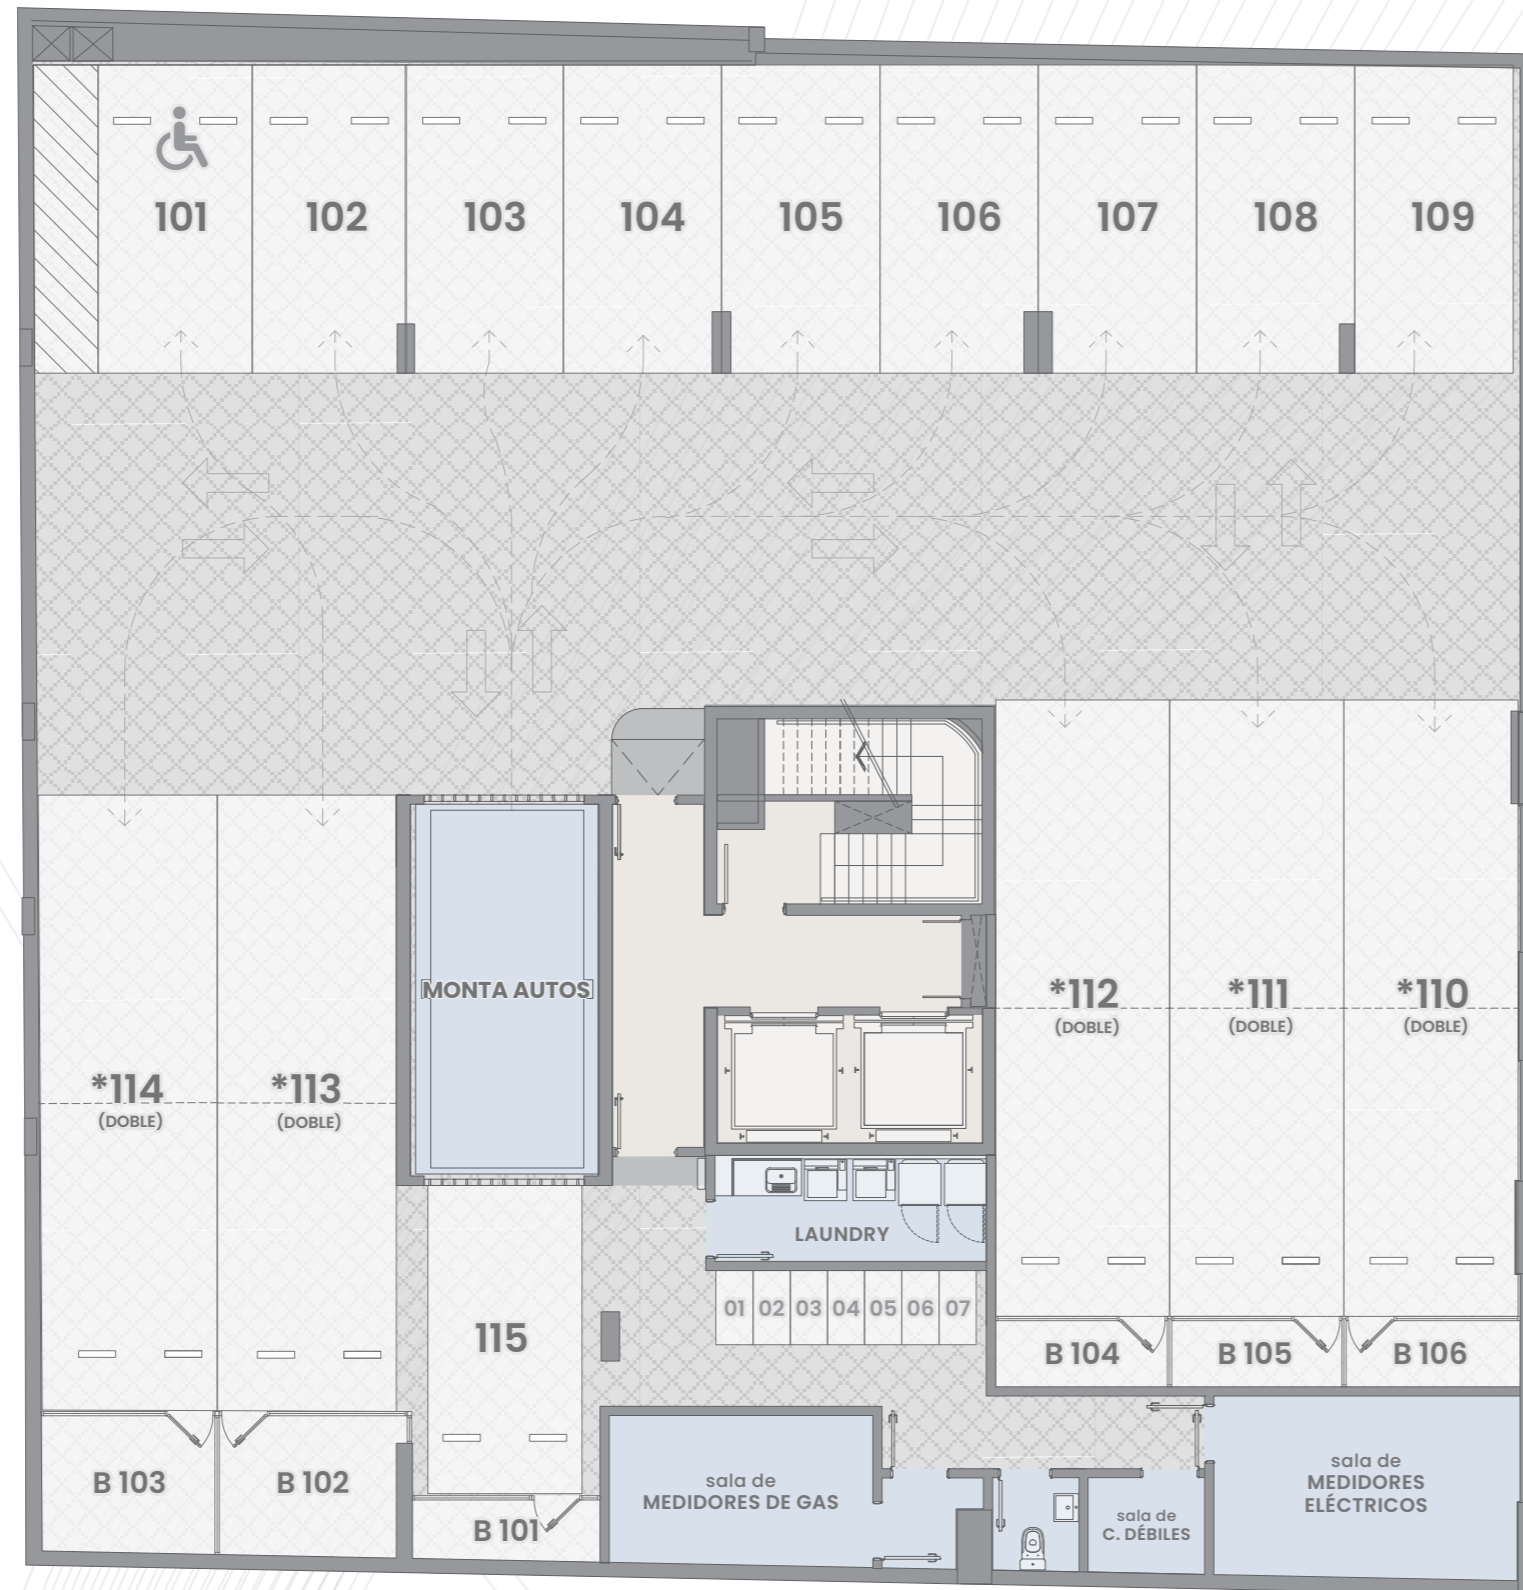 101
102
103
104
105
106
107
108
109
MONTA AUTOS
*112
(DOBLE)
*111
(DOBLE)
*110
(DOBLE)
*114
(DOBLE)
*113
(DOBLE)
LAUNDRY
115
01
02
03
04
05
06
07
B 104
B 105
B 106
B 103
B 102
B 101
sala de
MEDIDORES DE GAS
sala de
C. DÉBILES
sala de
MEDIDORES
ELÉCTRICOS